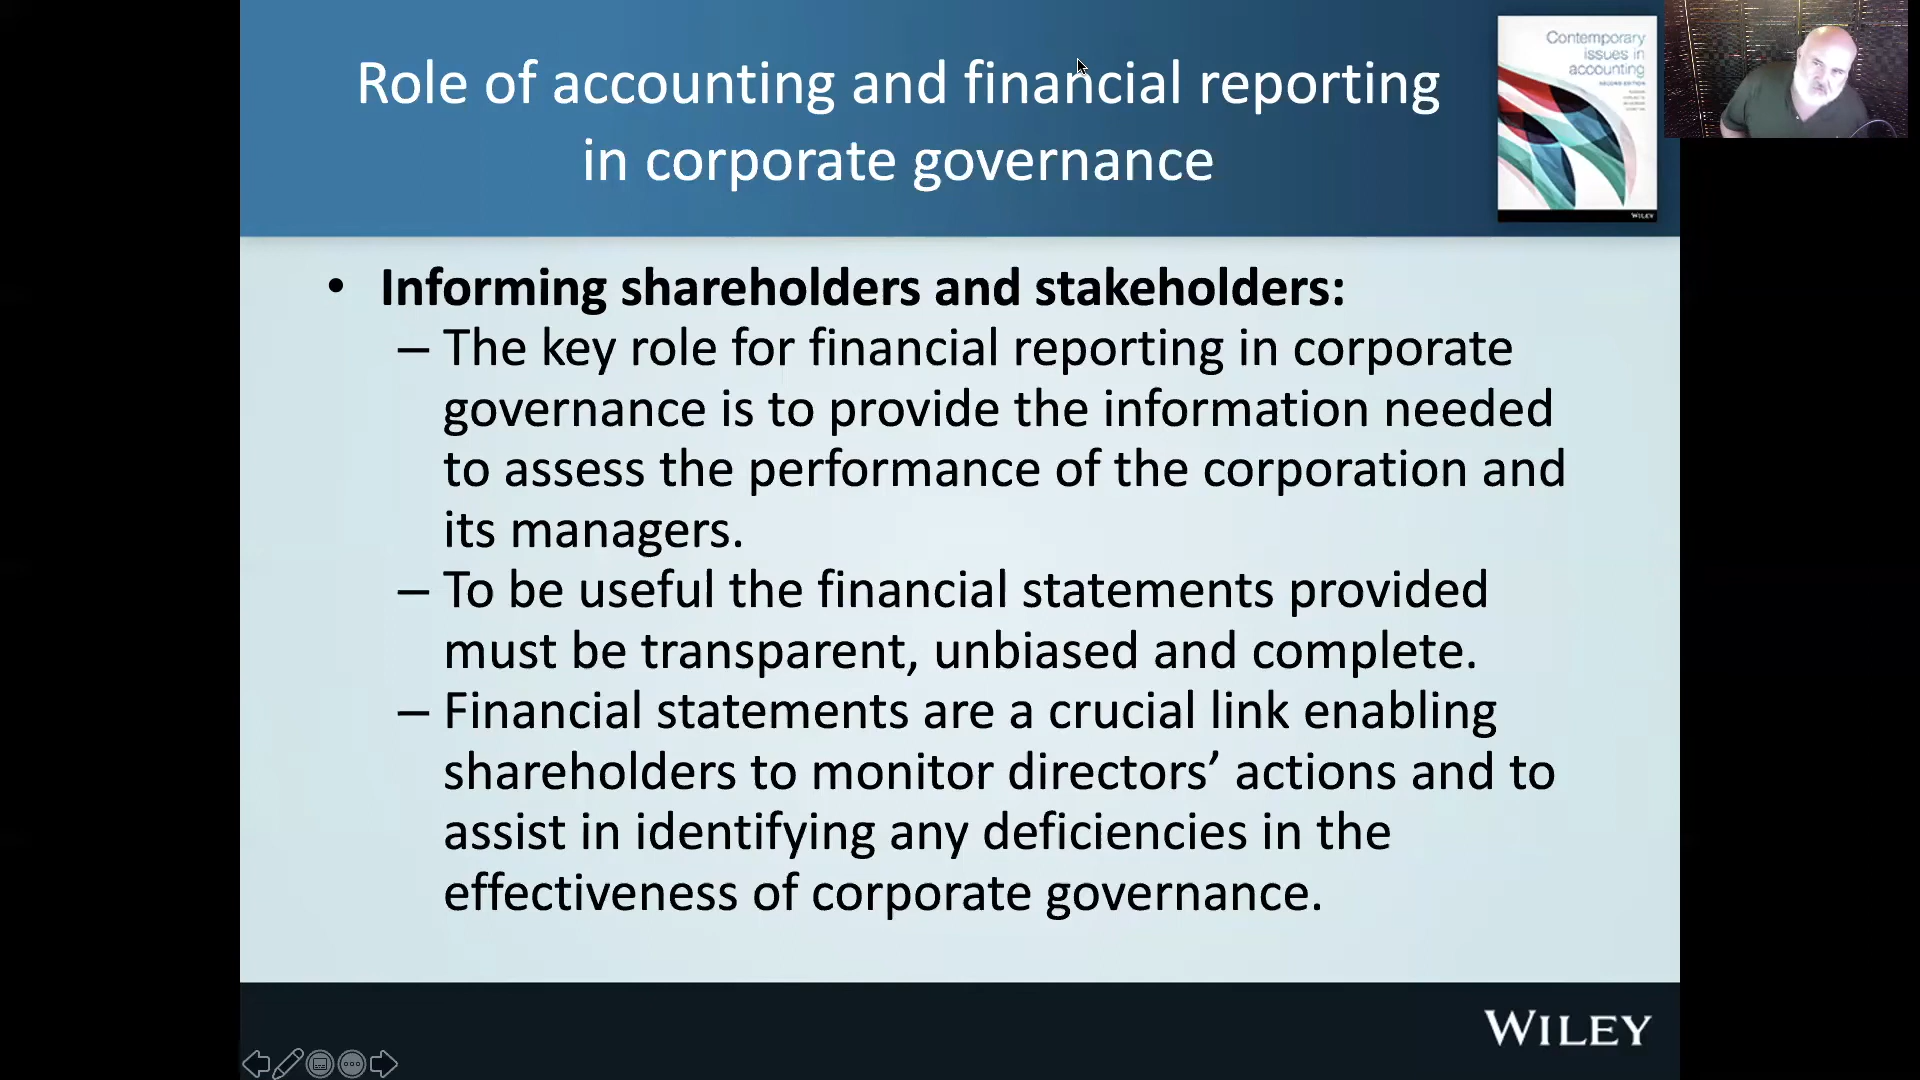 Role of accounting and financial reporting
in corporate governance
Contemporary
issues in
accounting
SECOND EDITION
WILEY
• Informing shareholders and stakeholders:
– The key role for financial reporting in corporate
governance is to provide the information needed
to assess the performance of the corporation and
its managers.
– To be useful the financial statements provided
must be transparent, unbiased and complete.
– Financial statements are a crucial link enabling
shareholders to monitor directors’ actions and to
assist in identifying any deficiencies in the
effectiveness of corporate governance.
WILEY